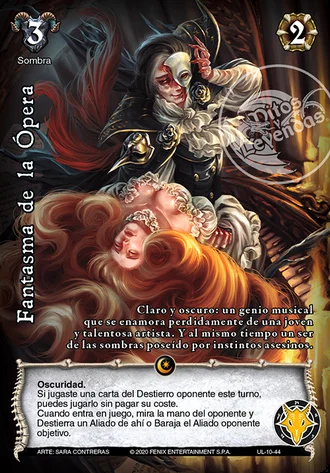 3
2
Sombra
Mitos
Leyendas
Fantasma de la Ópera
Claro y oscuro: un genio musical
que se enamora perdidamente de una joven
y talentosa artista. Y al mismo tiempo un ser
de las sombras poseído por instintos asesinos.
Oscuridad.
Si jugaste una carta del Destierro oponente este turno,
puedes jugarlo sin pagar su coste.
Cuando entra en juego, mira la mano del oponente y
Destierra un Aliado de ahí o Baraja el Aliado oponente
objetivo.
ARTE: SARA CONTRERAS
© 2020 FENIX ENTERTAINMENT S.P.A.
UL-10-44